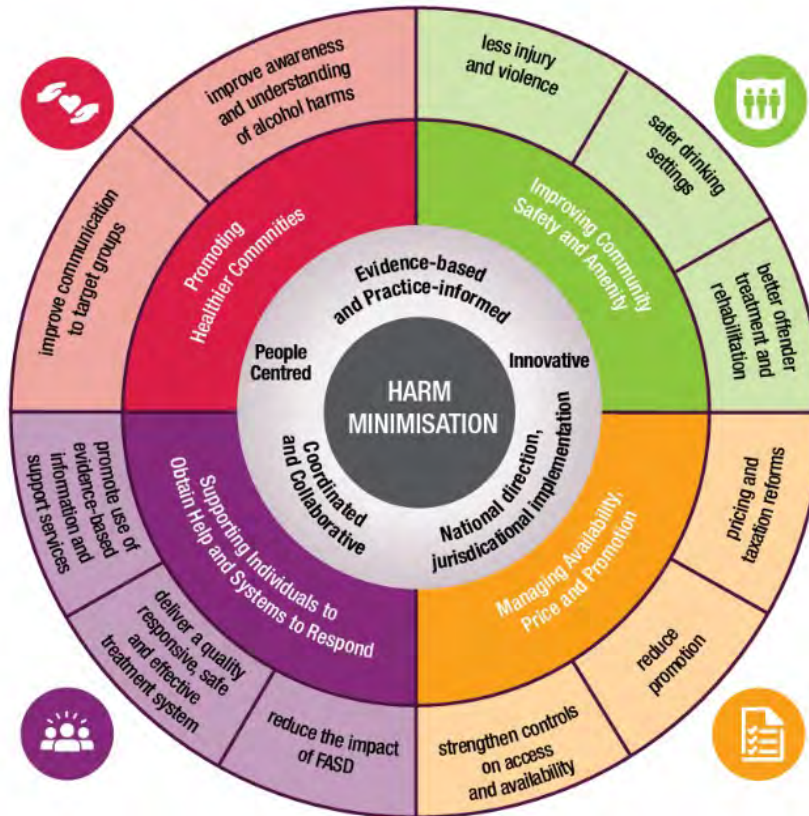 improve awareness
and understanding
of alcohol harms
less injury
and violence
safer drinking
settings
better offender
treatment and
rehabilitation
improve communication
to target groups
Promoting
Healthier Commnities
Improving Community
Safety and Amenity
Evidence-based
and Practice-informed
People
Centred
Innovative
HARM
MINIMISATION
Coordinated
and Collaborative
National direction,
jurisdicational implementation
promote use of
evidence-based
information and
support services
Supporting Individuals to
Obtain Help and Systems to Respond
Managing Availability,
Price and Promotion
pricing and
taxation reforms
deliver a quality
responsive, safe
and effective
treatment system
reduce the impact
of FASD
strengthen controls
on access
and availability
reduce
promotion